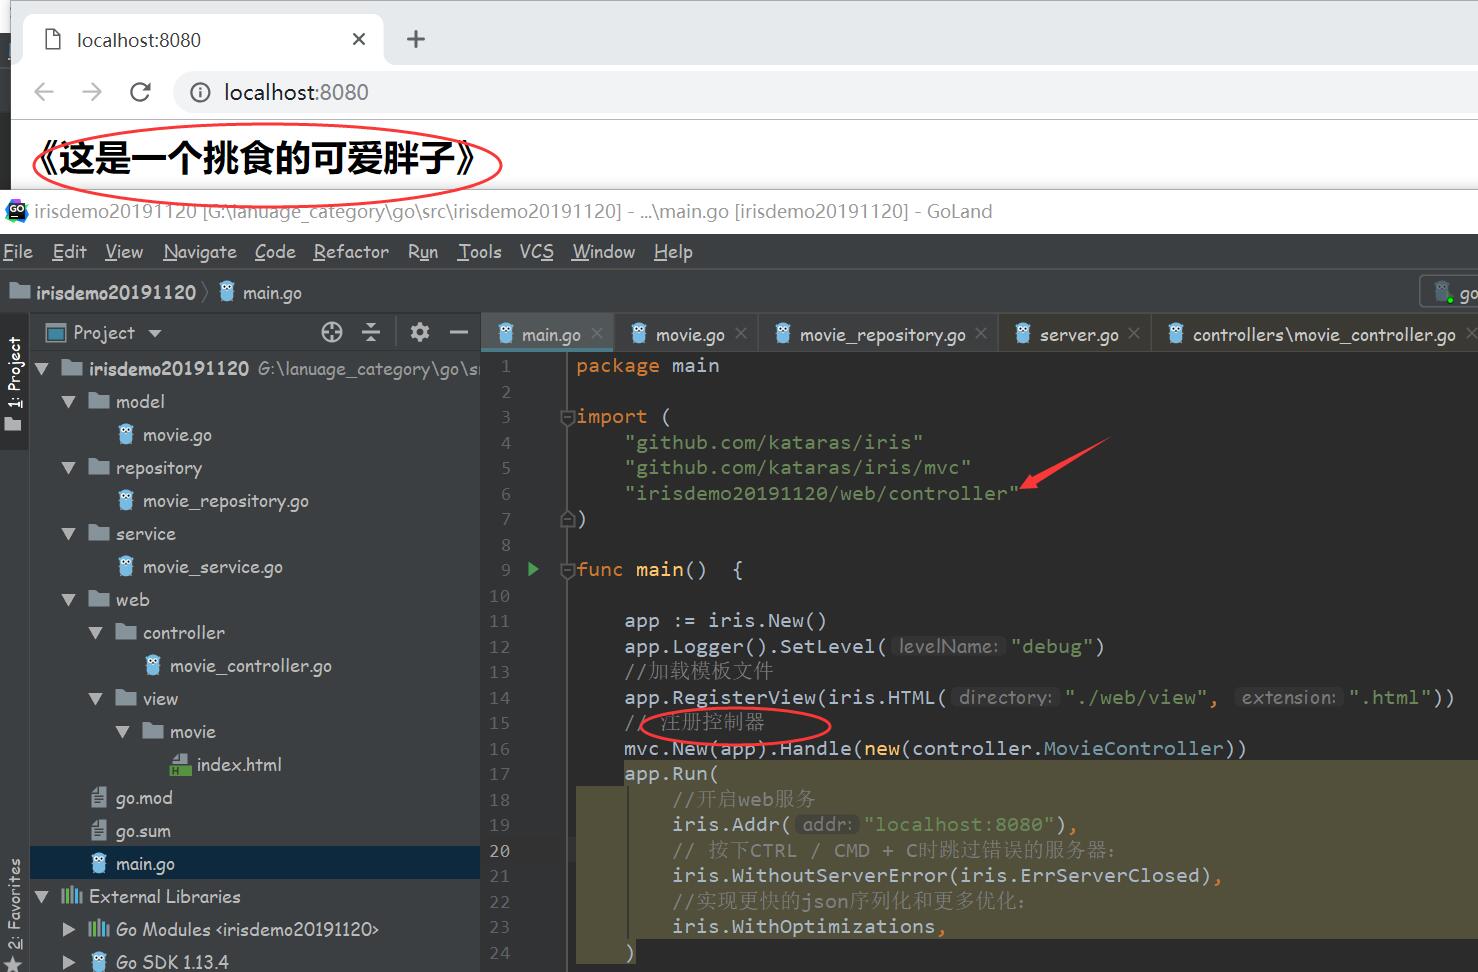 localhost:8080
localhost:8080
《这是一个挑食的可爱胖子》
irisdemo20191120 [G:\lanuage_category\go\src\irisdemo20191120] - ...\main.go [irisdemo20191120] - GoLand
File Edit View Navigate Code Refactor Run Tools VCS Window Help
irisdemo20191120 main.go
go
1: Project
2: Favorites
Project
irisdemo20191120 G:\lanuage_category\go\s
model
movie.go
repository
movie_repository.go
service
movie_service.go
web
controller
movie_controller.go
view
movie
index.html
go.mod
go.sum
main.go
External Libraries
Go Modules <irisdemo20191120>
Go SDK 1.13.4
main.go movie.go movie_repository.go server.go controllers\movie_controller.go
1 package main
2
3 import (
4 "github.com/kataras/iris"
5 "github.com/kataras/iris/mvc"
6 "irisdemo20191120/web/controller"
7 )
8
9 func main()  {
10
11 app := iris.New()
12 app.Logger().SetLevel( levelName: "debug")
13 //加载模板文件
14 app.RegisterView(iris.HTML( directory: "./web/view", extension: ".html"))
15 // 注册控制器
16 mvc.New(app).Handle(new(controller.MovieController))
17 app.Run(
18 //开启web服务
19 iris.Addr( addr: "localhost:8080"),
20 // 按下CTRL / CMD + C时跳过错误的服务器：
21 iris.WithoutServerError(iris.ErrServerClosed),
22 //实现更快的json序列化和更多优化：
23 iris.WithOptimizations,
24 )